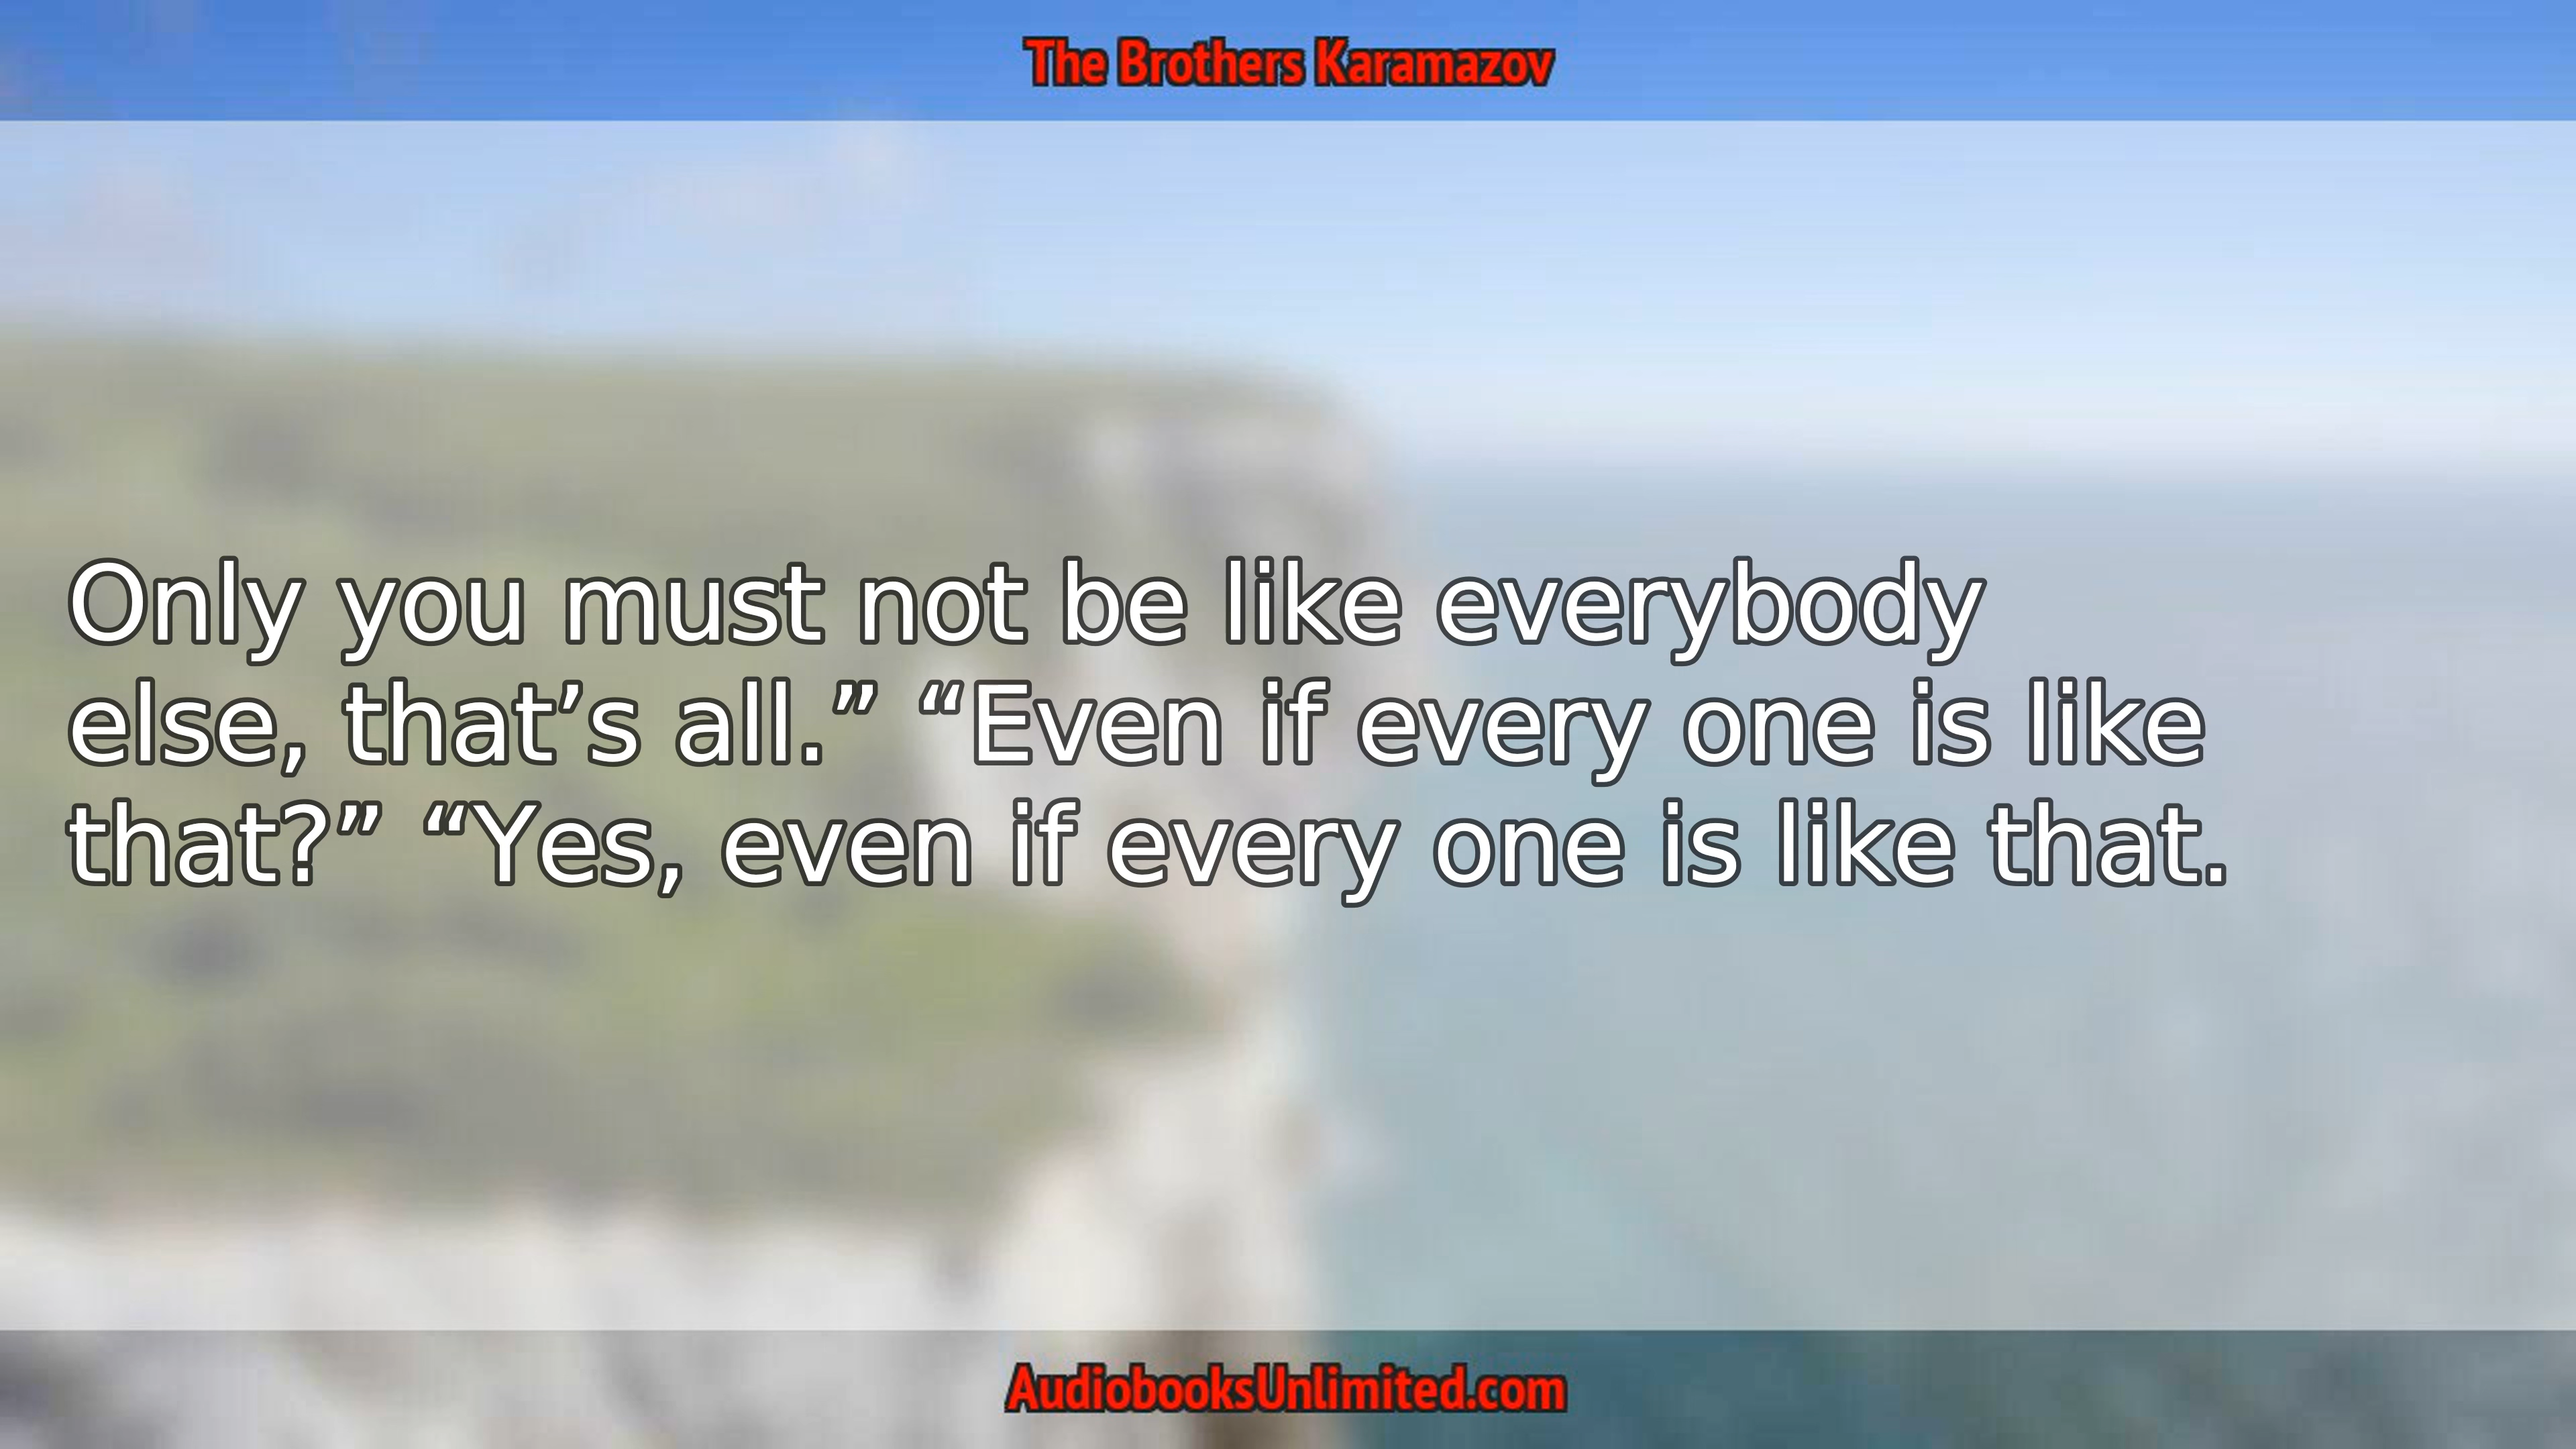 The Brothers Karamazov
Only you must not be like everybody
else, that’s all.” “Even if every one is like
that?” “Yes, even if every one is like that.
AudiobooksUnlimited.com